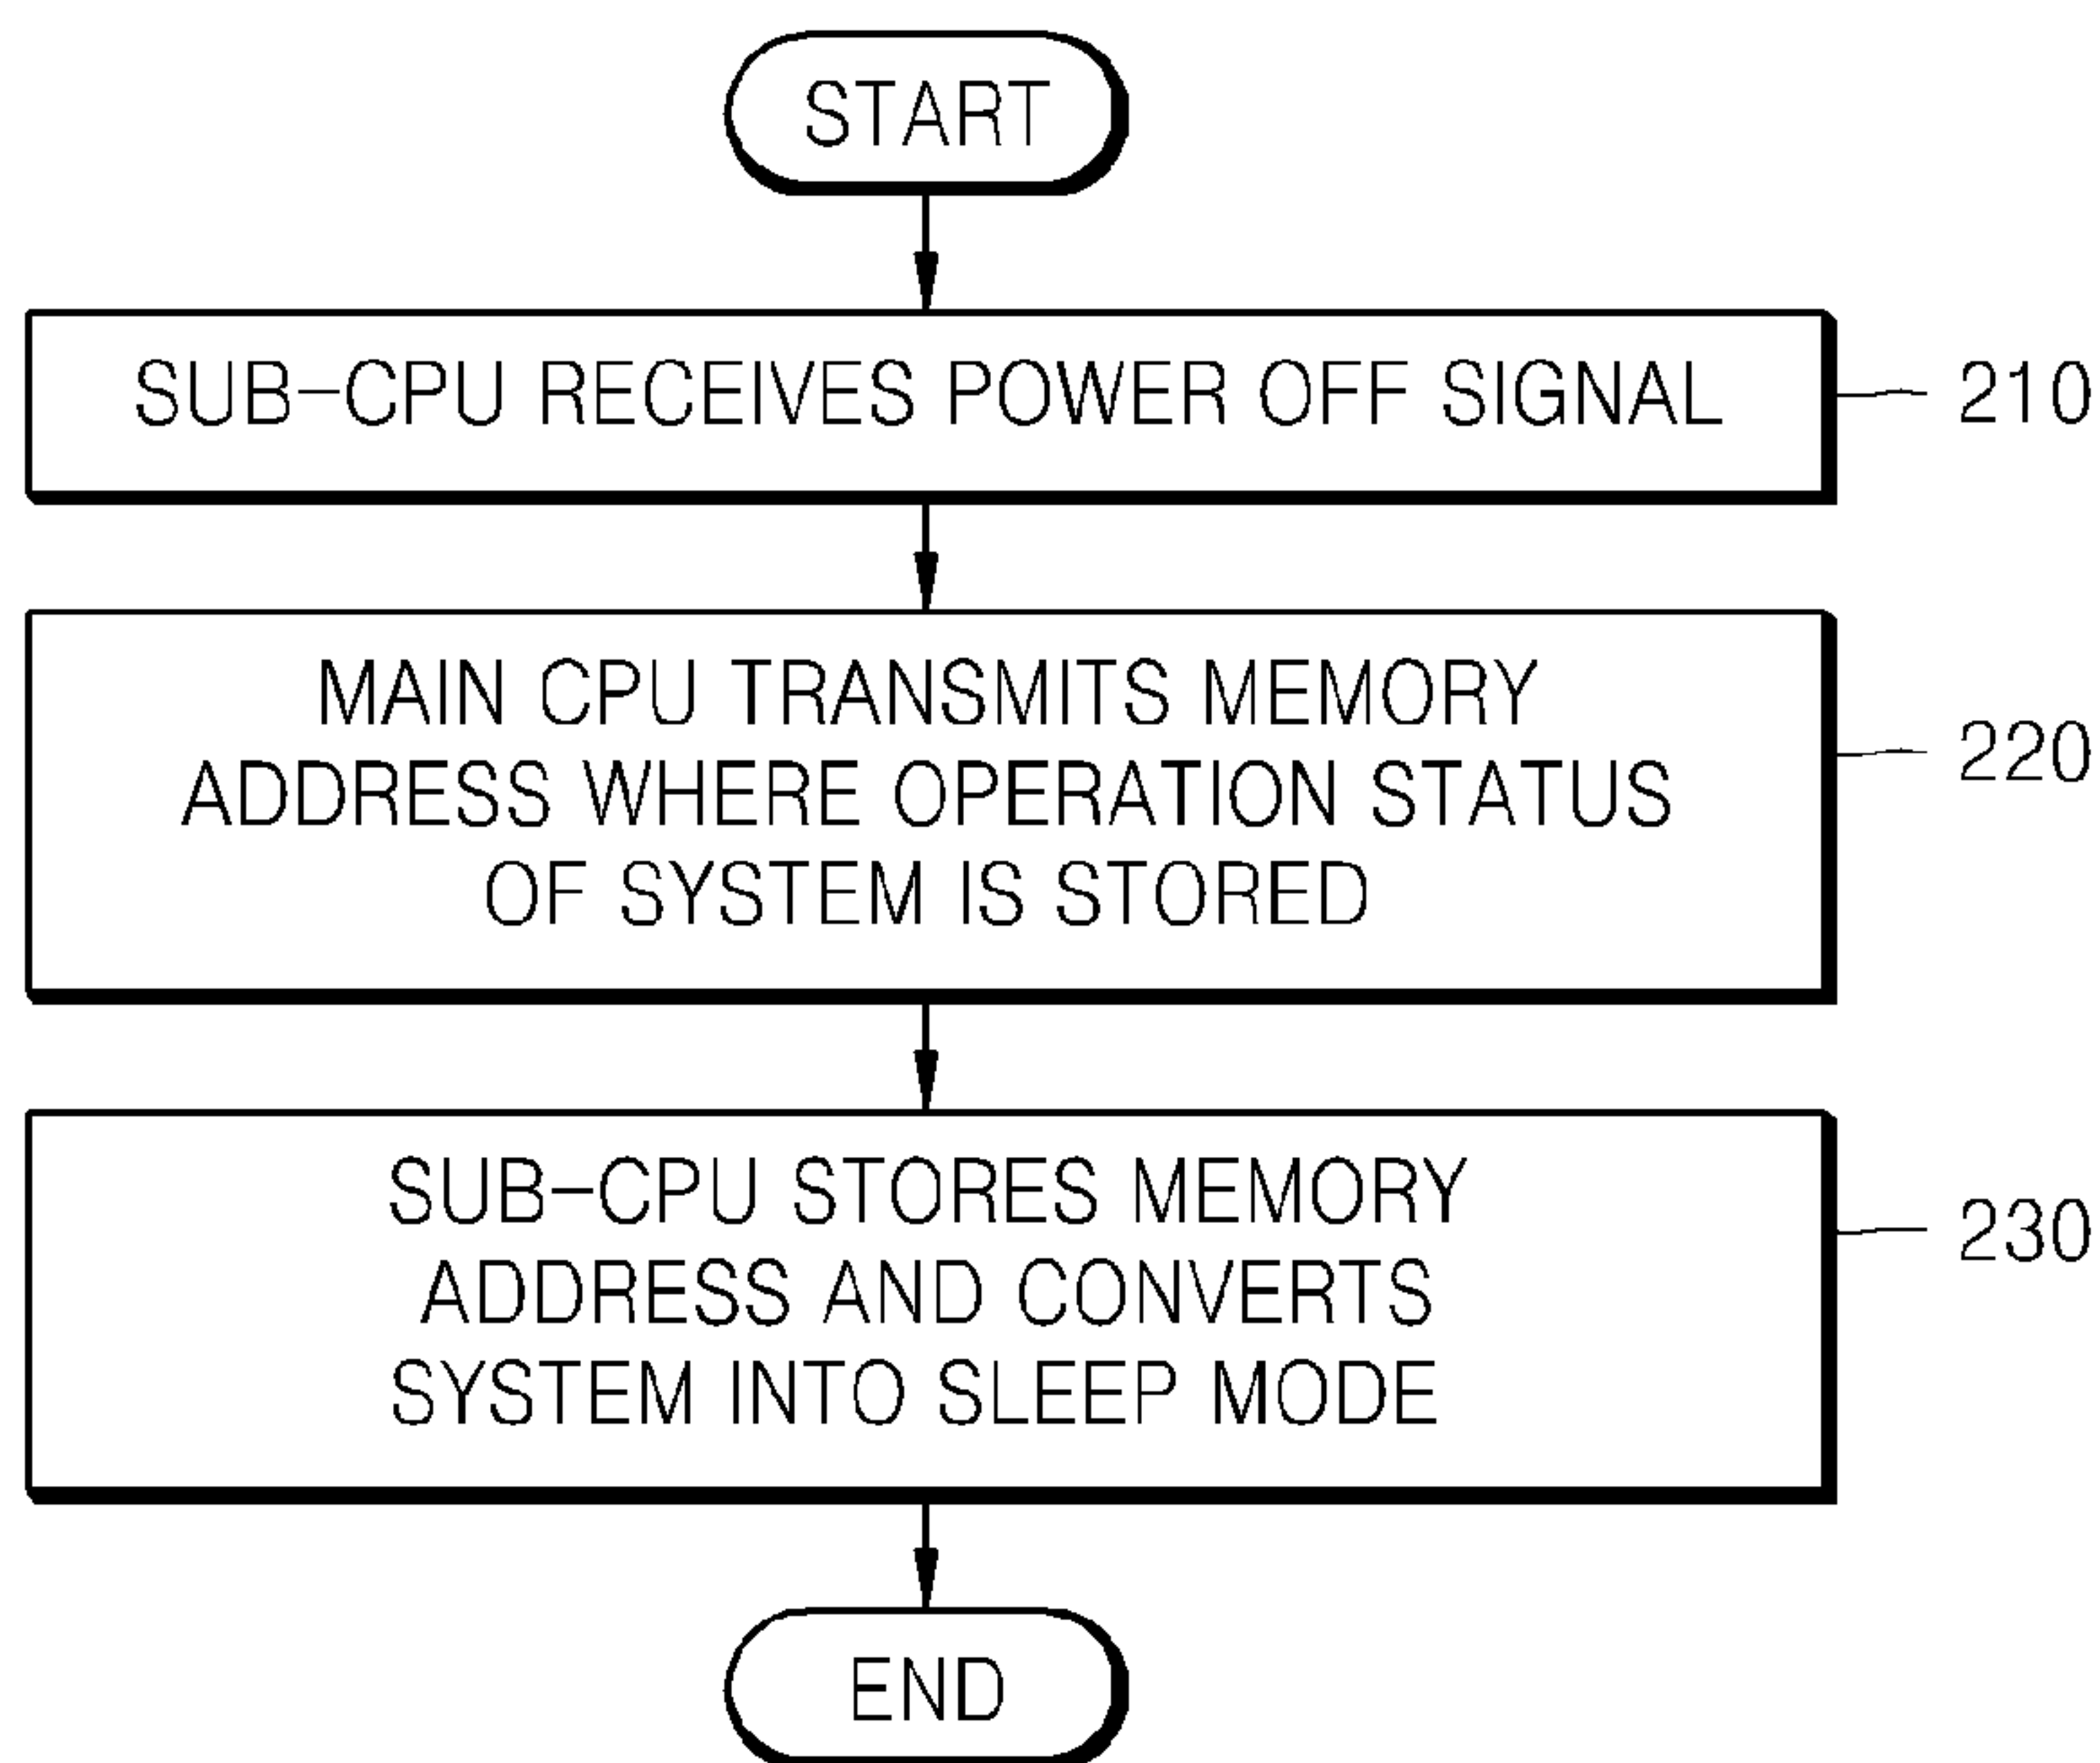 START
SUB-CPU RECEIVES POWER OFF SIGNAL
210
MAIN CPU TRANSMITS MEMORY
ADDRESS WHERE OPERATION STATUS
OF SYSTEM IS STORED
220
SUB-CPU STORES MEMORY
ADDRESS AND CONVERTS
SYSTEM INTO SLEEP MODE
230
END